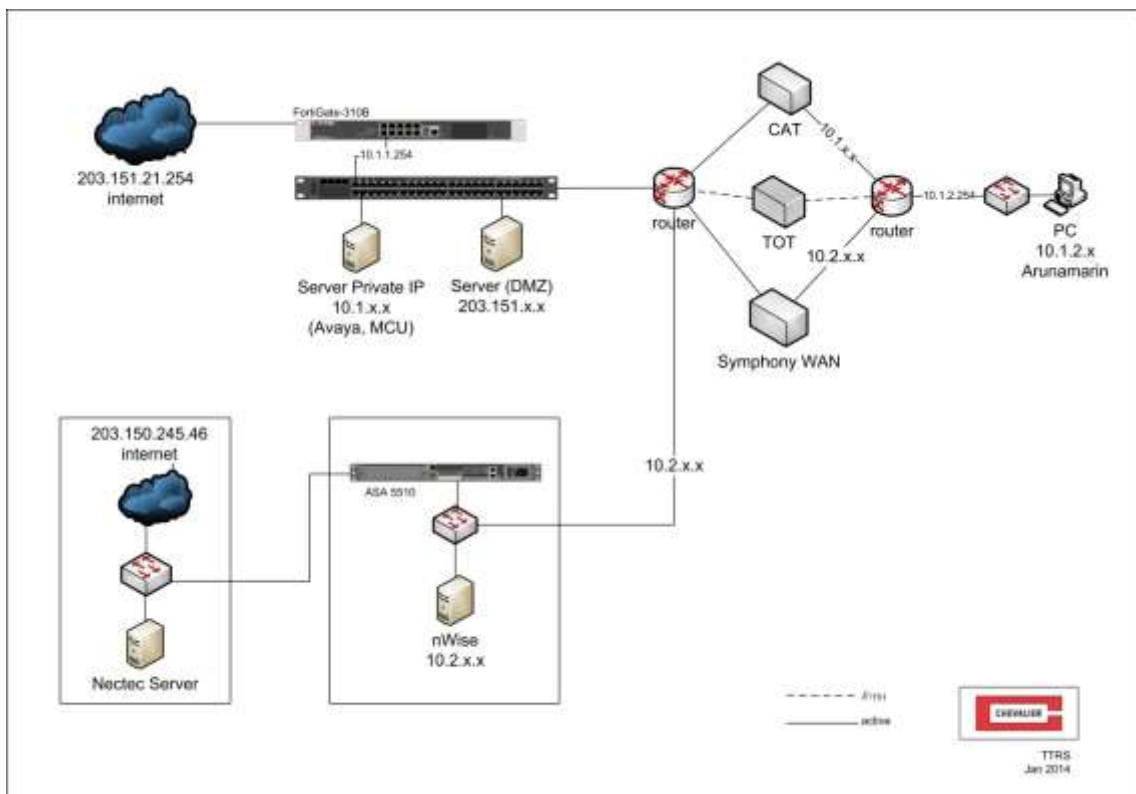 FortiGate-310B
203.151.21.254
internet
10.1.1.254
Server Private IP
10.1.x.x
(Avaya, MCU)
Server (DMZ)
203.151.x.x
router
CAT
10.1.x.x
TOT
router
10.1.2.254
PC
10.1.2.x
Arunamarin
10.2.x.x
Symphony WAN
10.2.x.x
203.150.245.46
internet
Nectec Server
ASA 5510
nWise
10.2.x.x
active
CHEVALIER
TTRS
Jan 2014